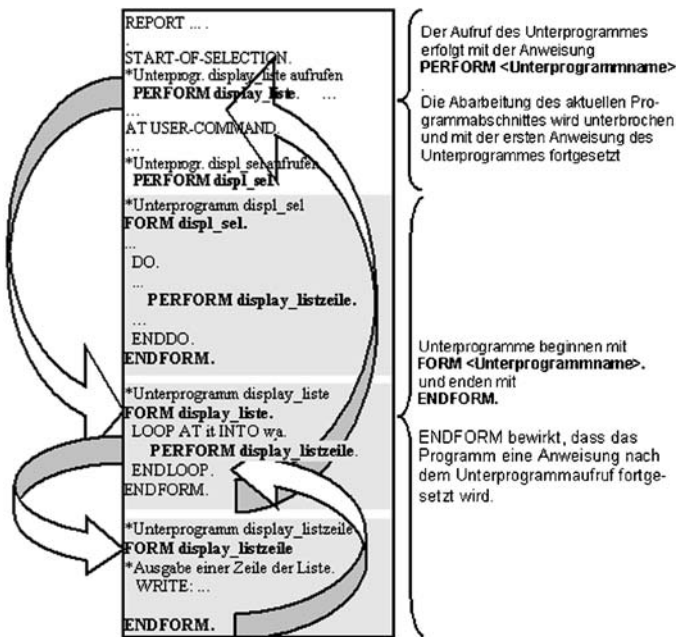 REPORT ... .
.
START-OF-SELECTION.
*Unterprogr. display_liste aufrufen
PERFORM display_liste. ...
...
AT USER-COMMAND.
...
*Unterprogr. displ_sel aufrufen
PERFORM displ_sel.
*Unterprogramm displ_sel
FORM displ_sel.
...
DO.
...
PERFORM display_listzeile.
...
ENDDO.
ENDFORM.
*Unterprogramm display_liste
FORM display_liste.
LOOP AT it INTO wa.
PERFORM display_listzeile.
ENDLOOP.
ENDFORM.
*Unterprogramm display_listzeile
FORM display_listzeile
*Ausgabe einer Zeile der Liste.
WRITE: ...
ENDFORM.
Der Aufruf des Unterprogrammes
erfolgt mit der Anweisung
PERFORM <Unterprogrammname>
.
Die Abarbeitung des aktuellen Pro-
grammabschnittes wird unterbrochen
und mit der ersten Anweisung des
Unterprogrammes fortgesetzt
Unterprogramme beginnen mit
FORM <Unterprogrammname>.
und enden mit
ENDFORM.
ENDFORM bewirkt, dass das
Programm eine Anweisung nach
dem Unterprogrammaufruf fortge-
setzt wird.